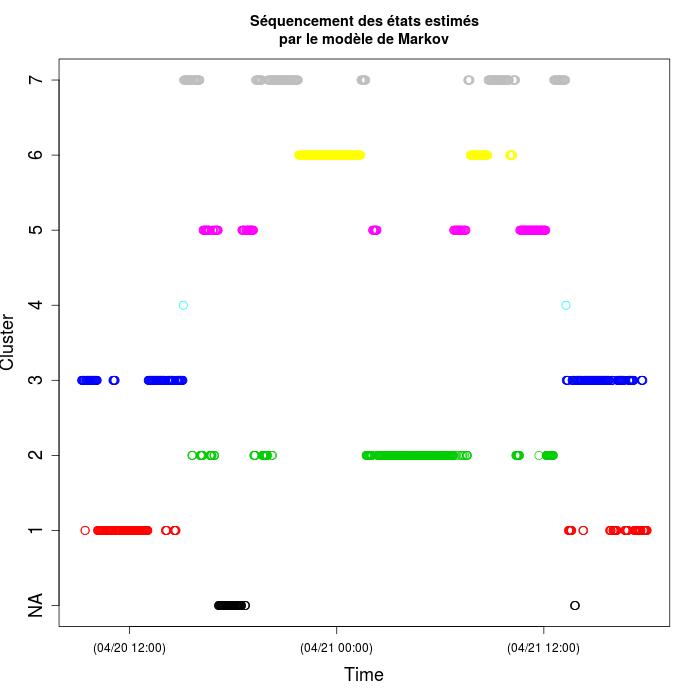 Séquencement des états estimés
par le modèle de Markov
7
6
5
4
3
2
1
NA
Cluster
(04/20 12:00)
(04/21 00:00)
(04/21 12:00)
Time